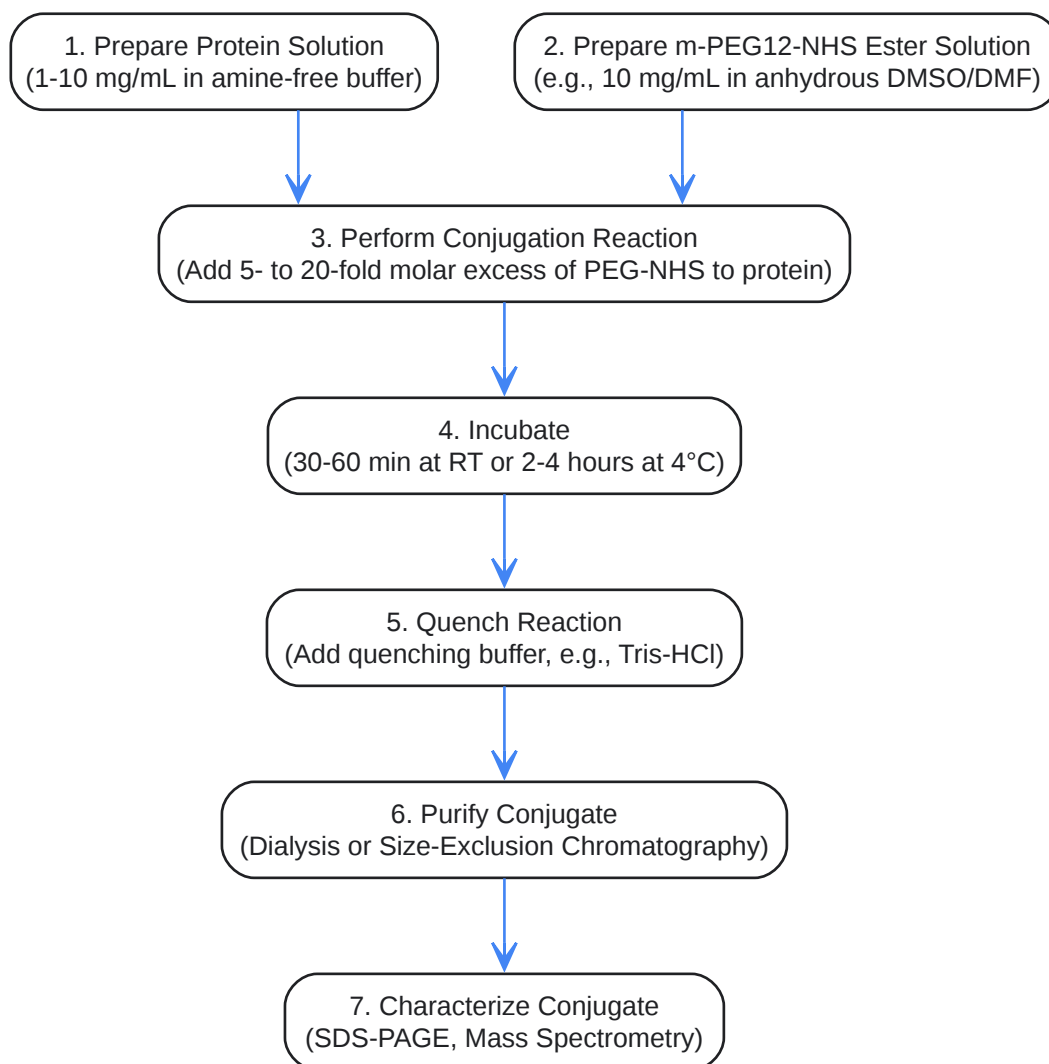 1. Prepare Protein Solution
(1-10 mg/mL in amine-free buffer)
2. Prepare m-PEG12-NHS Ester Solution
(e.g., 10 mg/mL in anhydrous DMSO/DMF)
3. Perform Conjugation Reaction
(Add 5- to 20-fold molar excess of PEG-NHS to protein)
4. Incubate
(30-60 min at RT or 2-4 hours at 4°C)
5. Quench Reaction
(Add quenching buffer, e.g., Tris-HCl)
6. Purify Conjugate
(Dialysis or Size-Exclusion Chromatography)
7. Characterize Conjugate
(SDS-PAGE, Mass Spectrometry)